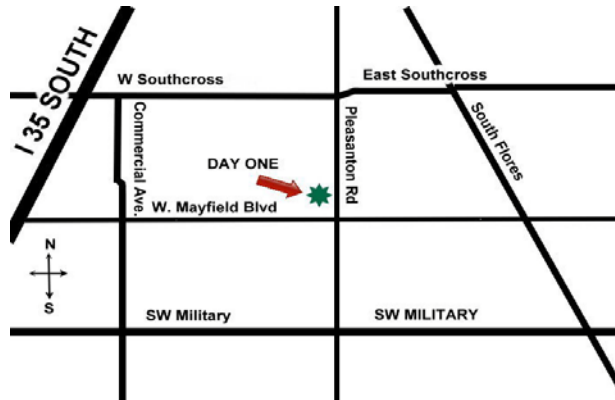 East Southcross
W Southcross
I 35 SOUTH
Commercial Ave.
Pleasanton Rd
South Flores
DAY ONE
W. Mayfield Blvd
N
S
SW Military
SW MILITARY